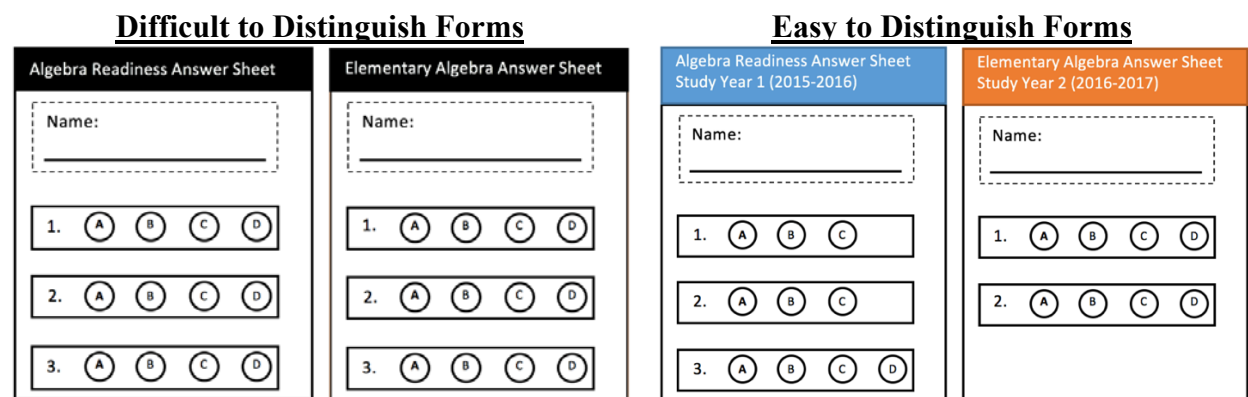 Difficult to Distinguish Forms
Algebra Readiness Answer Sheet
Name:
1. A B C D
2. A B C D
3. A B C D
Elementary Algebra Answer Sheet
Name:
1. A B C D
2. A B C D
3. A B C D
Easy to Distinguish Forms
Algebra Readiness Answer Sheet
Study Year 1 (2015-2016)
Name:
1. A B C
2. A B C
3. A B C D
Elementary Algebra Answer Sheet
Study Year 2 (2016-2017)
Name:
1. A B C D
2. A B C D